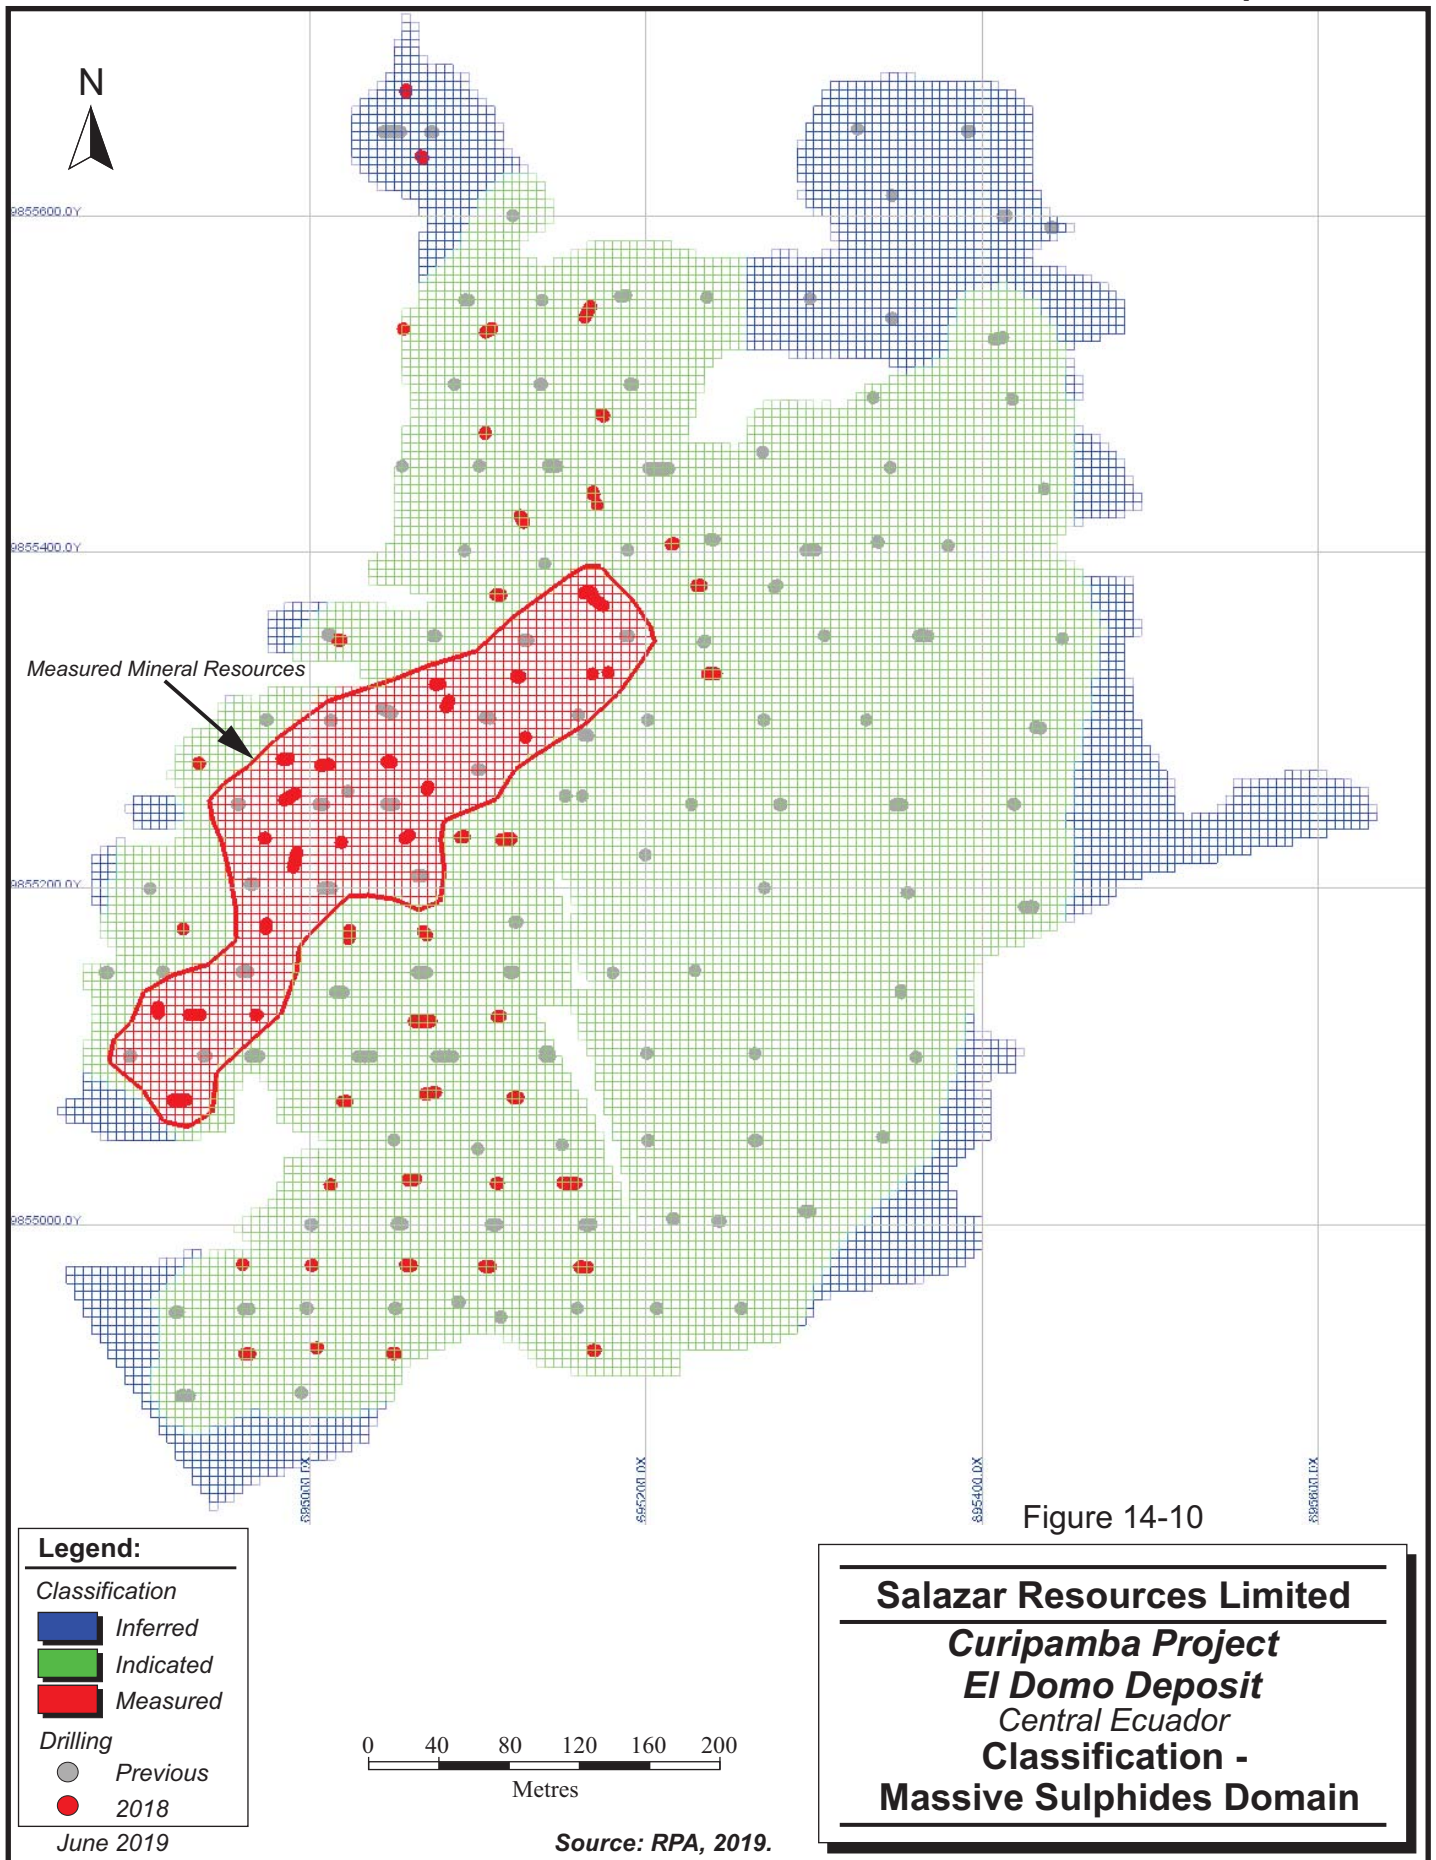 N
9855600.0Y
9855400.0Y
Measured Mineral Resources
9855200.0Y
9855000.0Y
695000.0X
695200.0X
695400.0X
695600.0X
Figure 14-10
Legend:
Classification
Inferred
Indicated
Measured
Drilling
Previous
2018
June 2019
0 40 80 120 160 200
Metres
Source: RPA, 2019.
Salazar Resources Limited
Curipamba Project
El Domo Deposit
Central Ecuador
Classification -
Massive Sulphides Domain